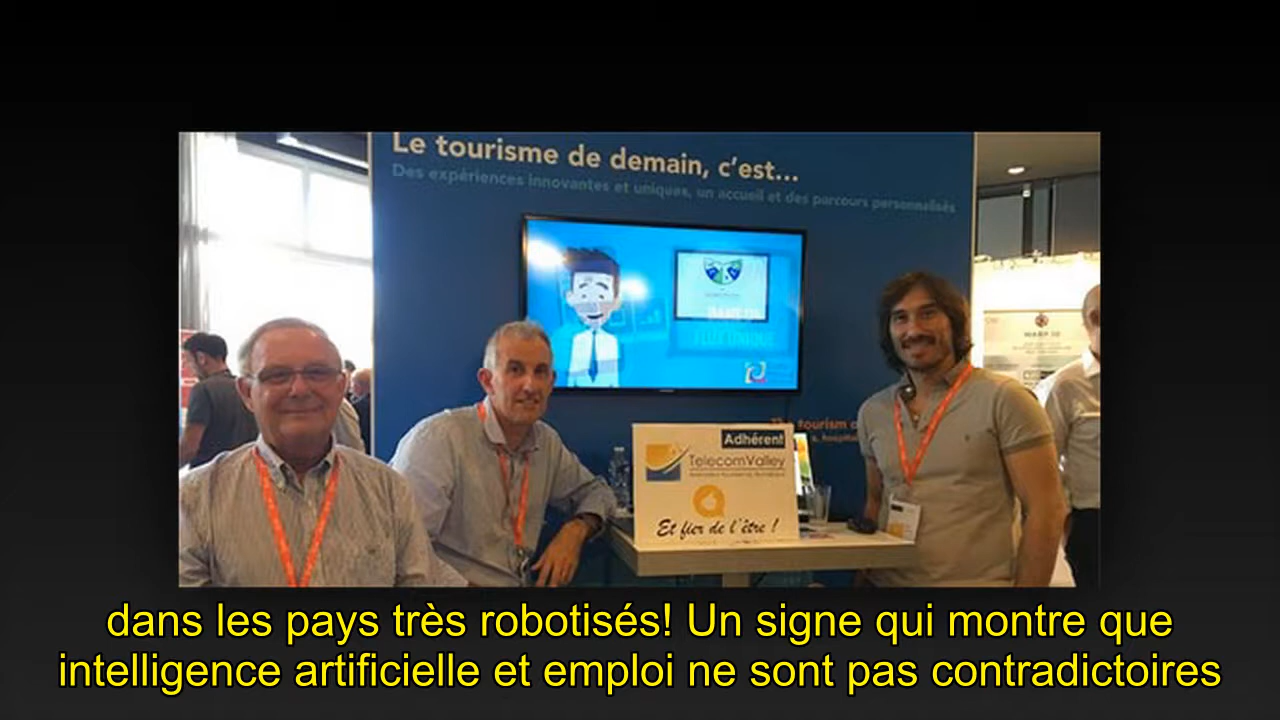 Le tourisme de demain, c'est...
Des expériences innovantes et uniques, un accueil et des parcours personnalisés
Adhérent
TelecomValley
Et fier de l'être !
tourism
dans les pays très robotisés! Un signe qui montre que
intelligence artificielle et emploi ne sont pas contradictoires